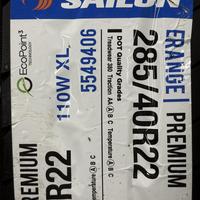 SAILUN
ERANGE | PREMIUM
285/40R22
DOT Quality Grades
Treadwear 380 Traction AA A B C Temperature A B C
5549406
110W XL
EcoPoint3
TECHNOLOGY
PREMIUM
R22